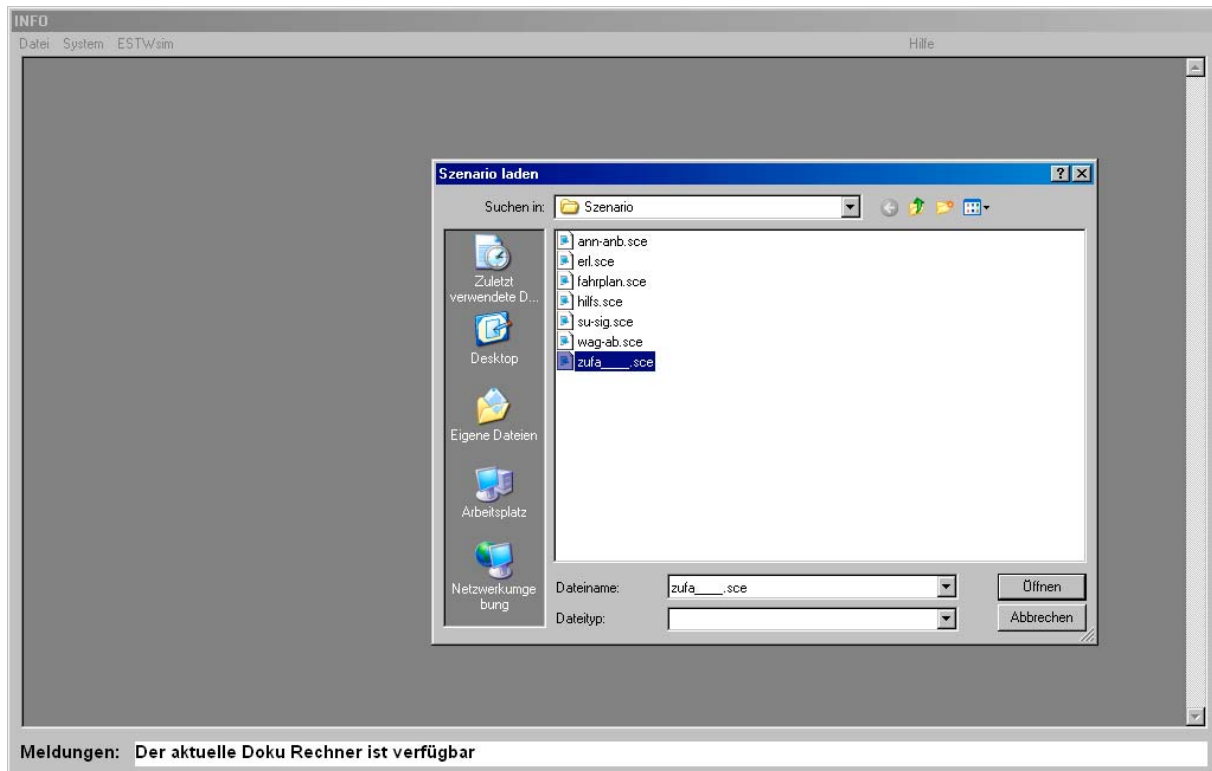 INFO
Datei System ESTWsim Hilfe
Szenario laden
Suchen in: Szenario
ann-anb.sce
erl.sce
fahrplan.sce
hilfs.sce
su-sig.sce
wag-ab.sce
zufa____.sce
Zuletzt
verwendete D...
Desktop
Eigene Dateien
Arbeitsplatz
Netzwerkumge
bung
Dateiname: zufa____.sce Öffnen
Dateityp: Abbrechen
Meldungen: Der aktuelle Doku Rechner ist verfügbar